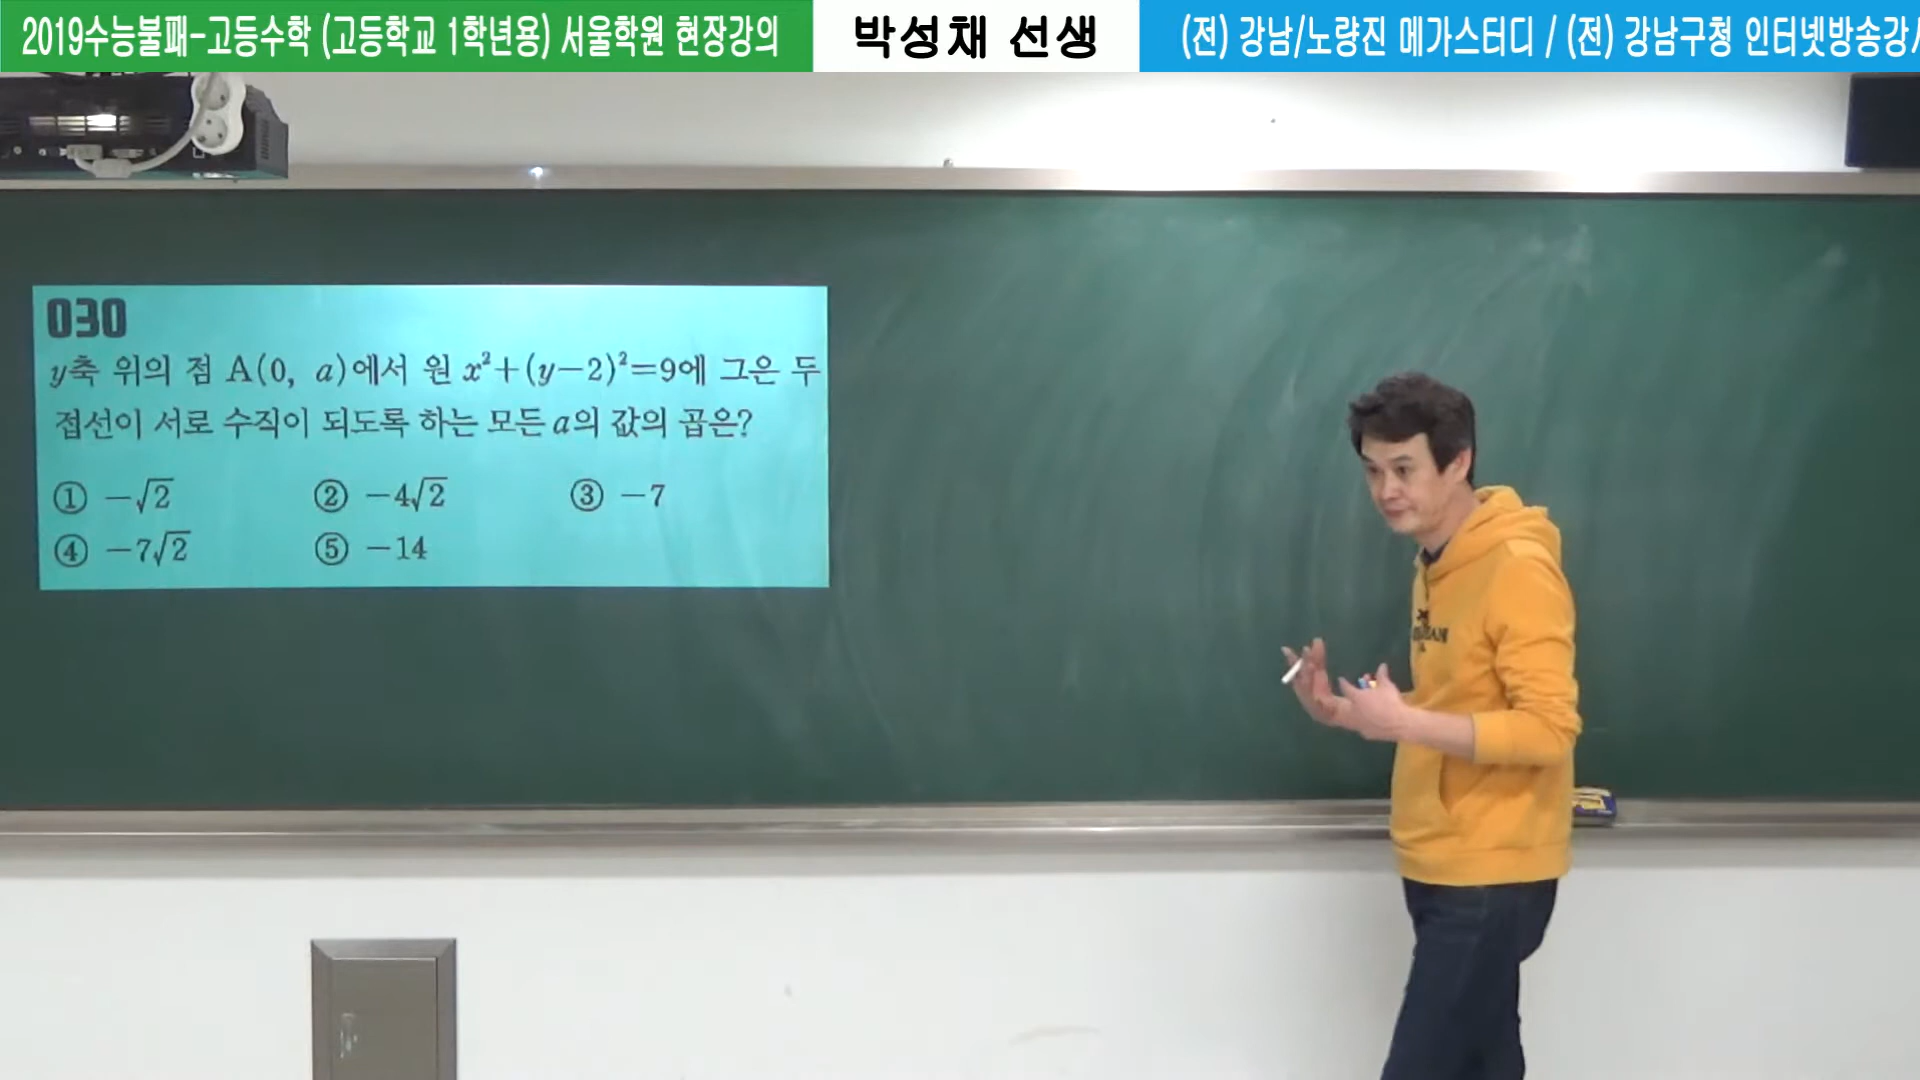 2019수능불패-고등수학 (고등학교 1학년용) 서울학원 현장강의
박성채 선생
(전) 강남/노량진 메가스터디 / (전) 강남구청 인터넷방송강사
030
y축 위의 점 A(0, a)에서 원 x²+(y−2)²=9에 그은 두
접선이 서로 수직이 되도록 하는 모든 a의 값의 곱은?
① −√2 ② −4√2 ③ −7
④ −7√2 ⑤ −14